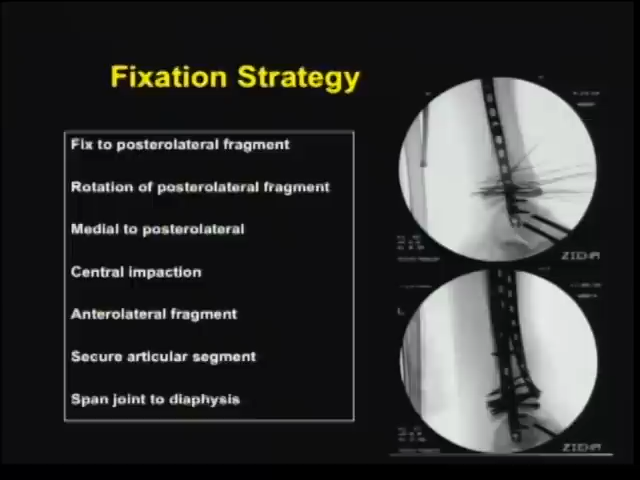 Fixation Strategy
Fix to posterolateral fragment
Rotation of posterolateral fragment
Medial to posterolateral
Central impaction
Anterolateral fragment
Secure articular segment
Span joint to diaphysis
ZIEHM
ZIEHM